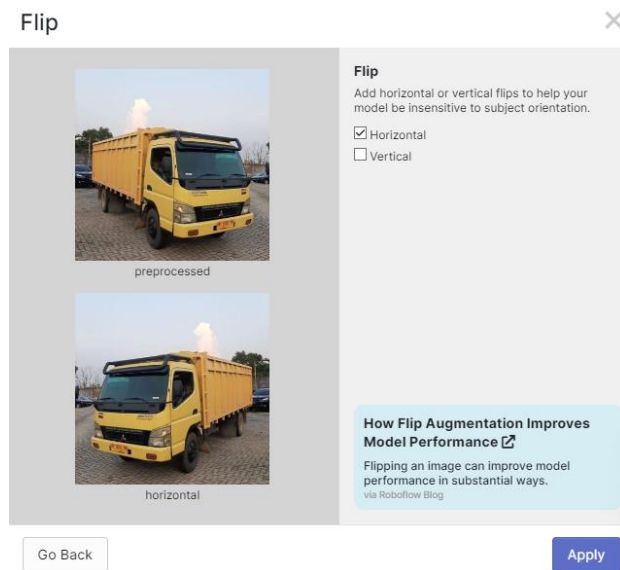 Flip
preprocessed
horizontal
Flip
Add horizontal or vertical flips to help your
model be insensitive to subject orientation.
Horizontal
Vertical
How Flip Augmentation Improves
Model Performance
Flipping an image can improve model
performance in substantial ways.
via Roboflow Blog
Go Back
Apply